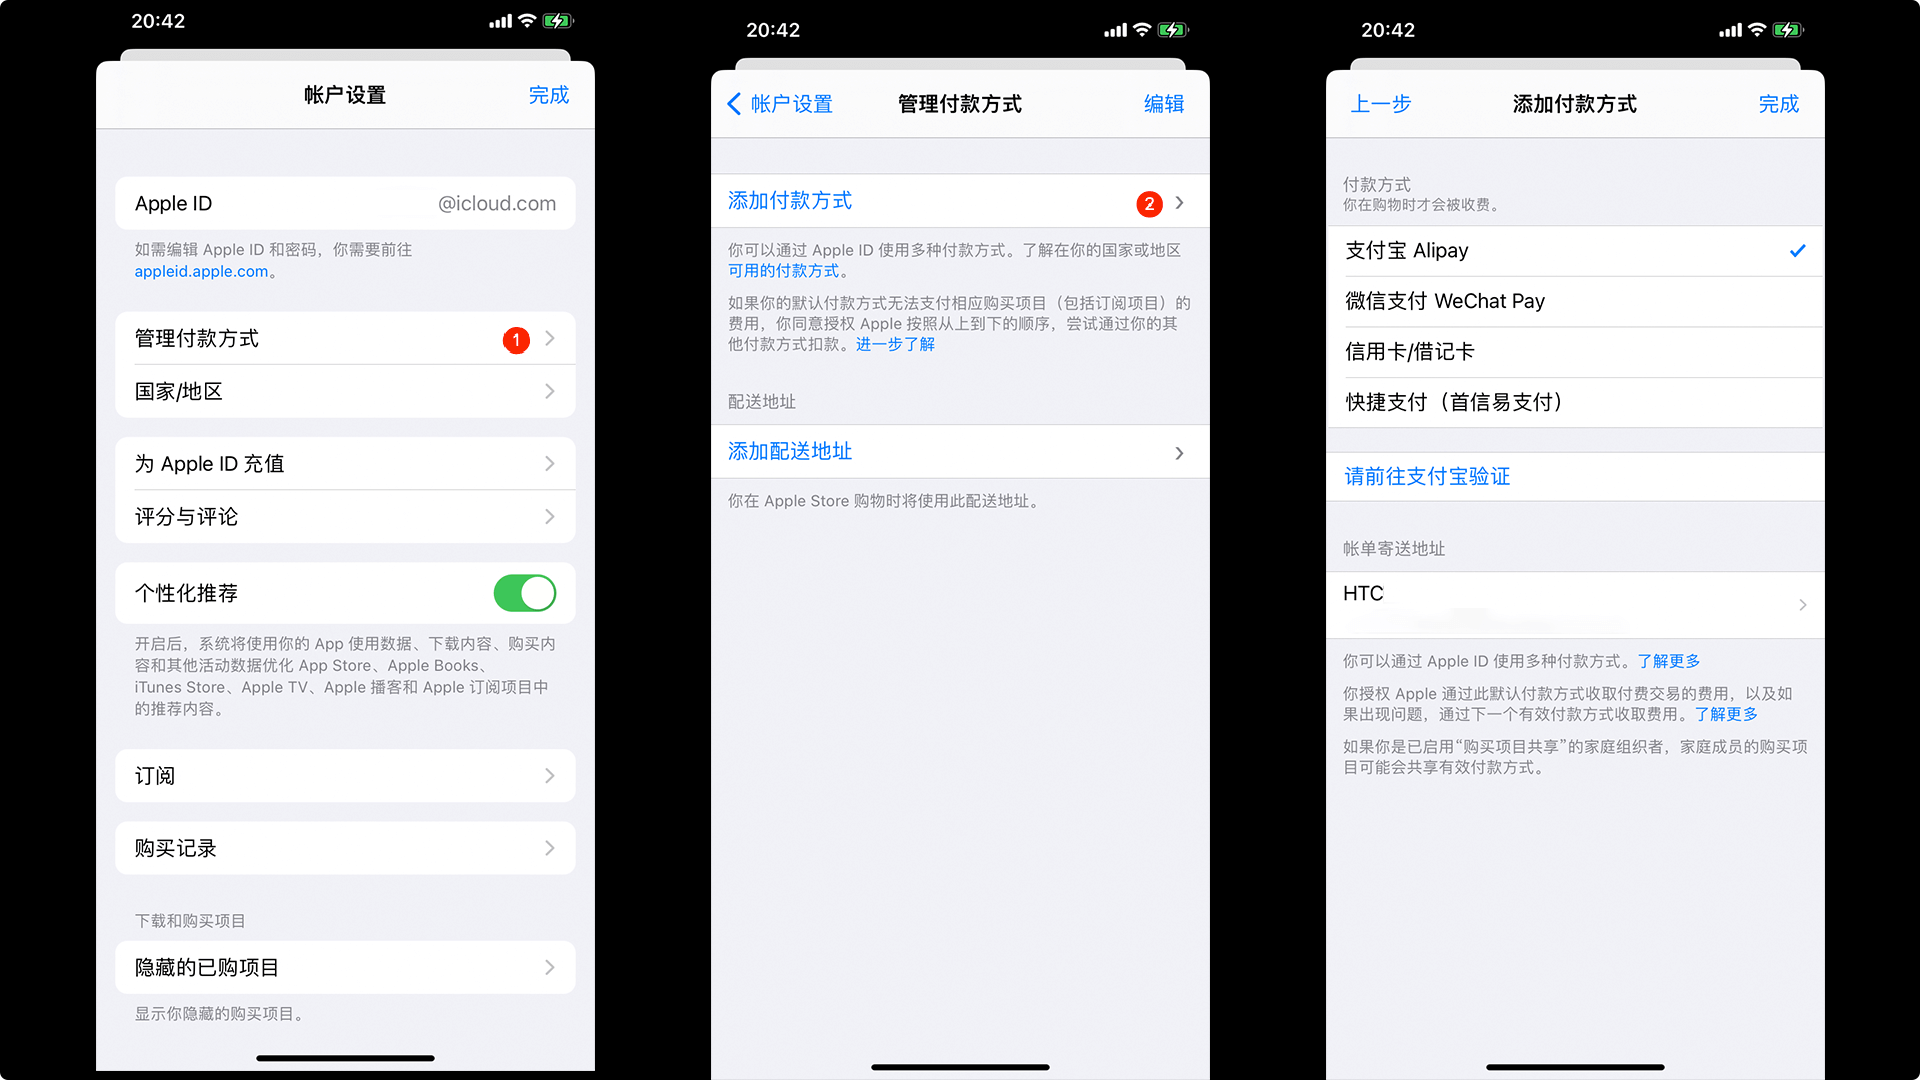 20:42
帐户设置
完成
Apple ID
@icloud.com
如需编辑 Apple ID 和密码，你需要前往
appleid.apple.com。
管理付款方式
1
国家/地区
为 Apple ID 充值
评分与评论
个性化推荐
开启后，系统将使用你的 App 使用数据、下载内容、购买内
容和其他活动数据优化 App Store、Apple Books、
iTunes Store、Apple TV、Apple 播客和 Apple 订阅项目中
的推荐内容。
订阅
购买记录
下载和购买项目
隐藏的已购项目
显示你隐藏的购买项目。
20:42
帐户设置
管理付款方式
编辑
添加付款方式
2
你可以通过 Apple ID 使用多种付款方式。了解在你的国家或地区
可用的付款方式。
如果你的默认付款方式无法支付相应购买项目（包括订阅项目）的
费用，你同意授权 Apple 按照从上到下的顺序，尝试通过你的其
他付款方式扣款。进一步了解
配送地址
添加配送地址
你在 Apple Store 购物时将使用此配送地址。
20:42
上一步
添加付款方式
完成
付款方式
你在购物时才会被收费。
支付宝 Alipay
微信支付 WeChat Pay
信用卡/借记卡
快捷支付（首信易支付）
请前往支付宝验证
帐单寄送地址
HTC
你可以通过 Apple ID 使用多种付款方式。了解更多
你授权 Apple 通过此默认付款方式收取付费交易的费用，以及如
果出现问题，通过下一个有效付款方式收取费用。了解更多
如果你是已启用“购买项目共享”的家庭组织者，家庭成员的购买项
目可能会共享有效付款方式。